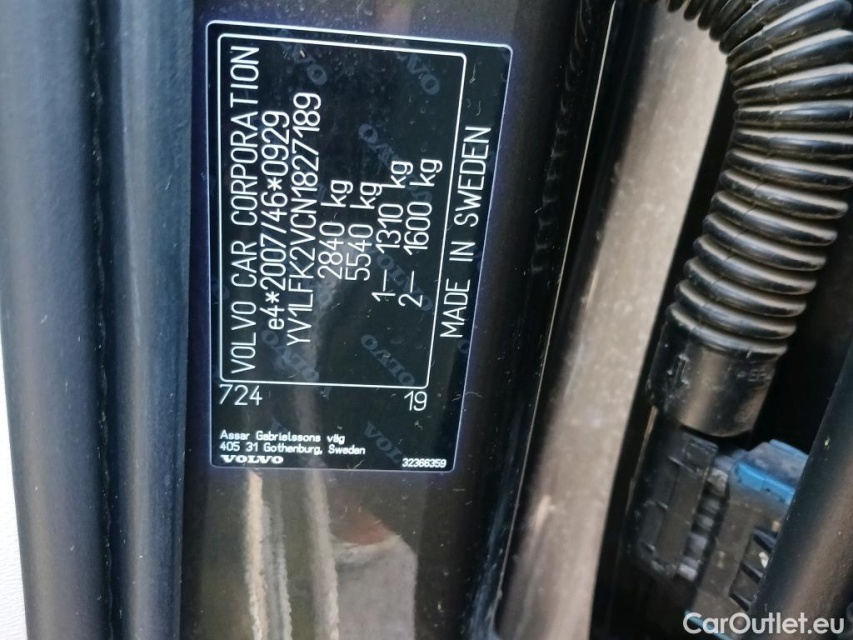 VOLVO CAR CORPORATION
e4*2007/46*0929
YV1LFK2VCN1827189
2840 kg
5540 kg
1– 1310 kg
2– 1600 kg
MADE IN SWEDEN
724
19
Assar Gabrielssons väg
405 31 Gothenburg, Sweden
VOLVO
32366359
CarOutlet.eu